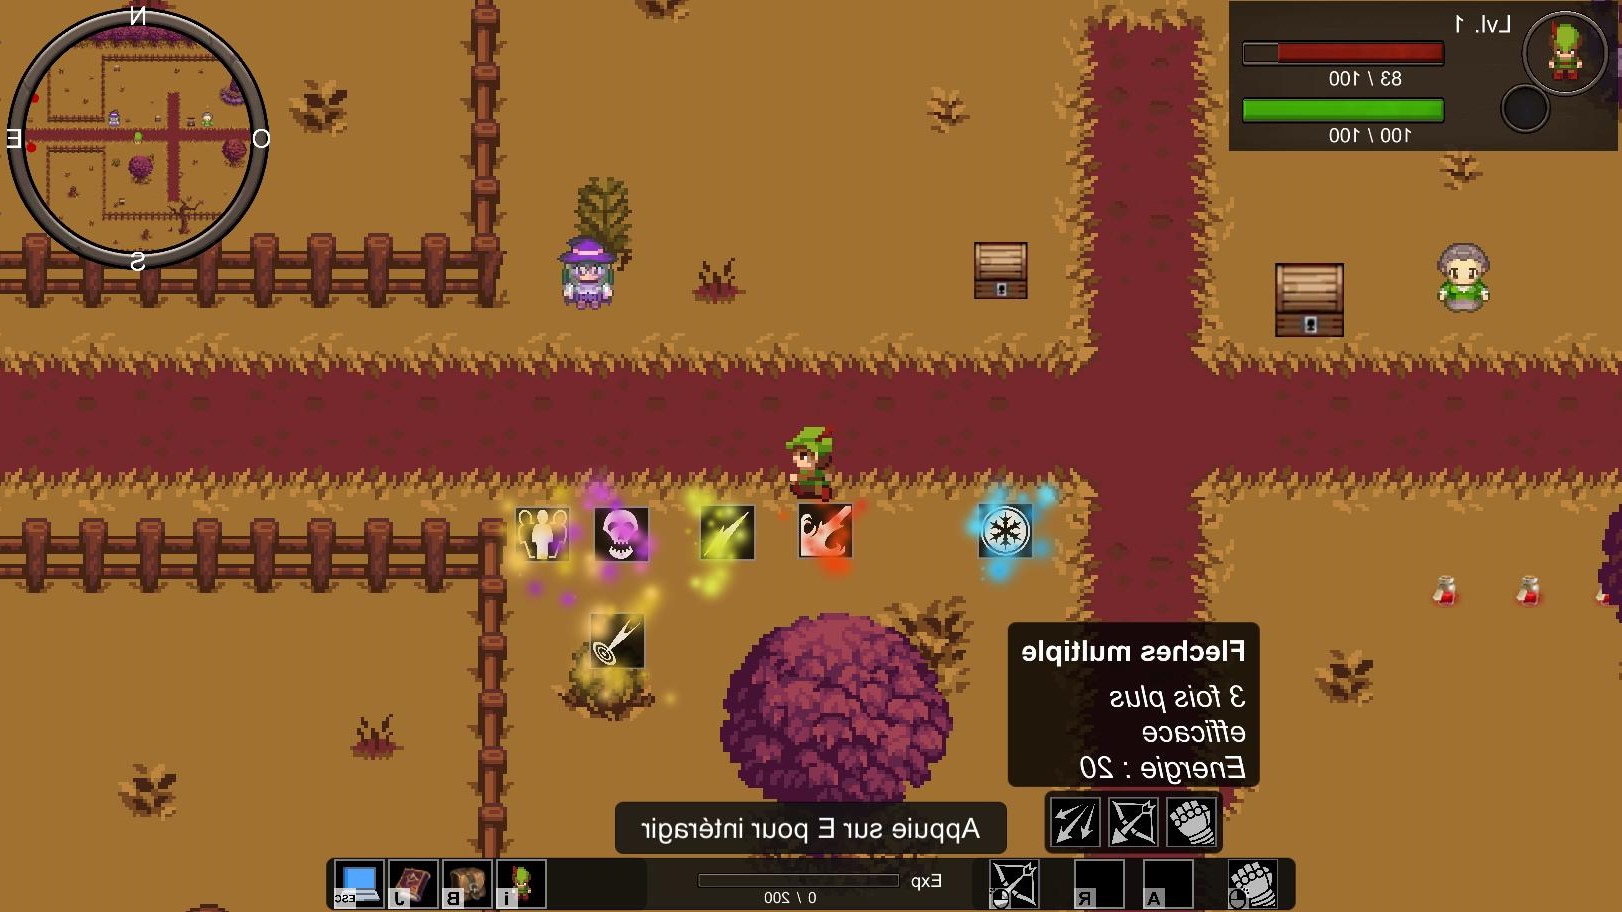 N
O
E
S
Lvl. 1
83 / 100
100 / 100
Fleches multiple
3 fois plus
efficace
Energie : 20
Appuie sur E pour intéragir
A
R
Exp
0 / 200
i
B
J
ESC